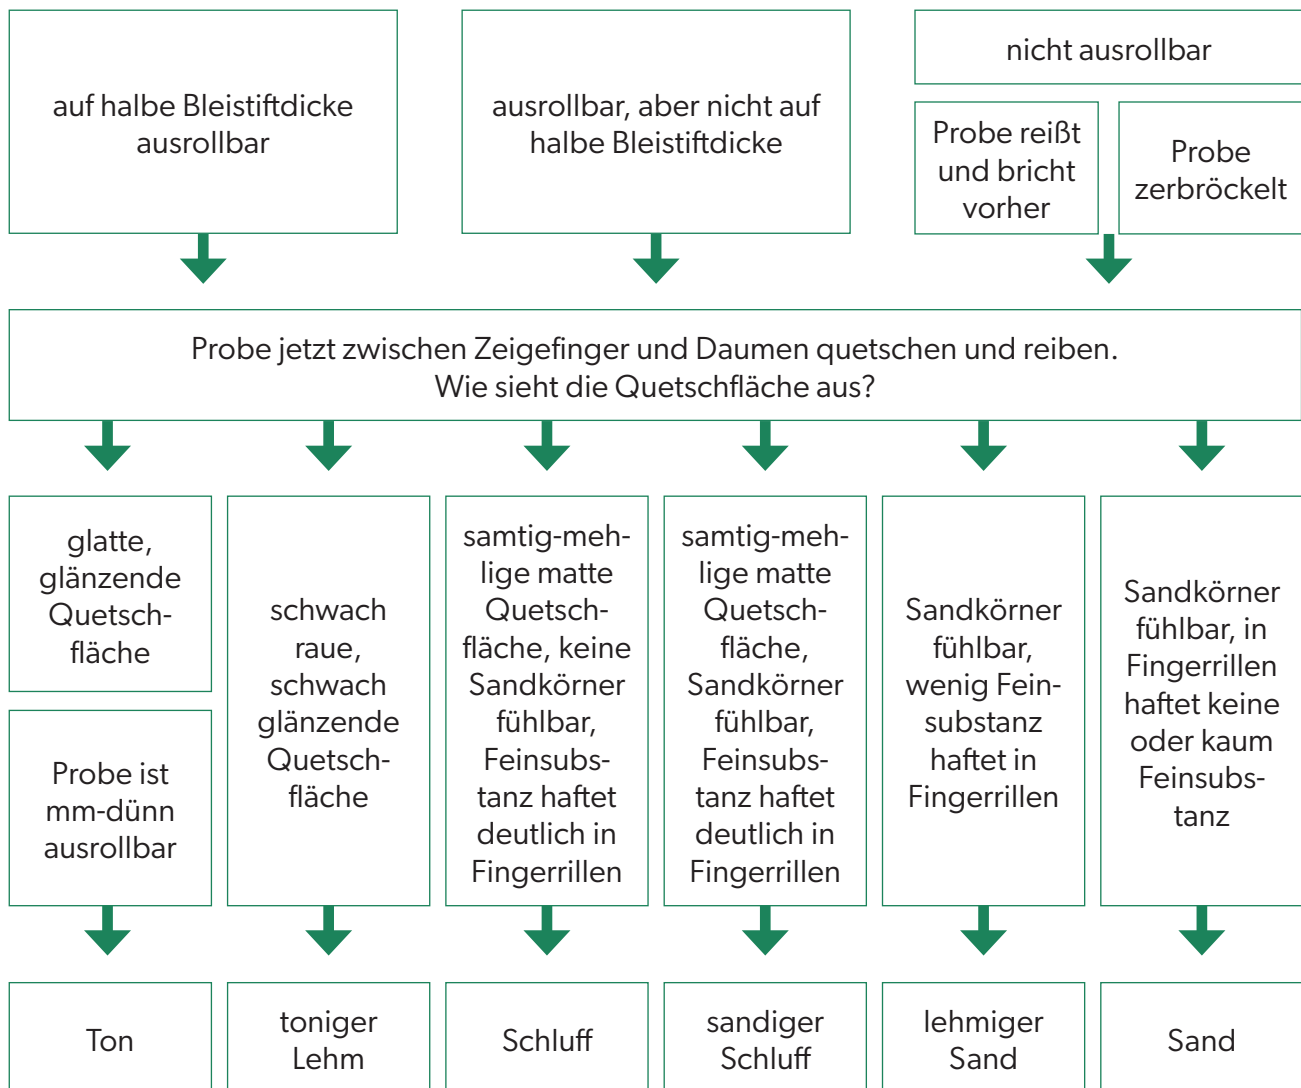 auf halbe Bleistiftdicke
ausrollbar
ausrollbar, aber nicht auf
halbe Bleistiftdicke
nicht ausrollbar
Probe reißt
und bricht
vorher
Probe
zerbröckelt
Probe jetzt zwischen Zeigefinger und Daumen quetschen und reiben.
Wie sieht die Quetschfläche aus?
glatte,
glänzende
Quetsch-
fläche
Probe ist
mm-dünn
ausrollbar
schwach
raue,
schwach
glänzende
Quetsch-
fläche
samtig-meh-
lige matte
Quetsch-
fläche, keine
Sandkörner
fühlbar,
Feinsubs-
tanz haftet
deutlich in
Fingerrillen
samtig-meh-
lige matte
Quetsch-
fläche,
Sandkörner
fühlbar,
Feinsubs-
tanz haftet
deutlich in
Fingerrillen
Sandkörner
fühlbar,
wenig Fein-
substanz
haftet in
Fingerrillen
Sandkörner
fühlbar, in
Fingerrillen
haftet keine
oder kaum
Feinsubs-
tanz
Ton
toniger
Lehm
Schluff
sandiger
Schluff
lehmiger
Sand
Sand